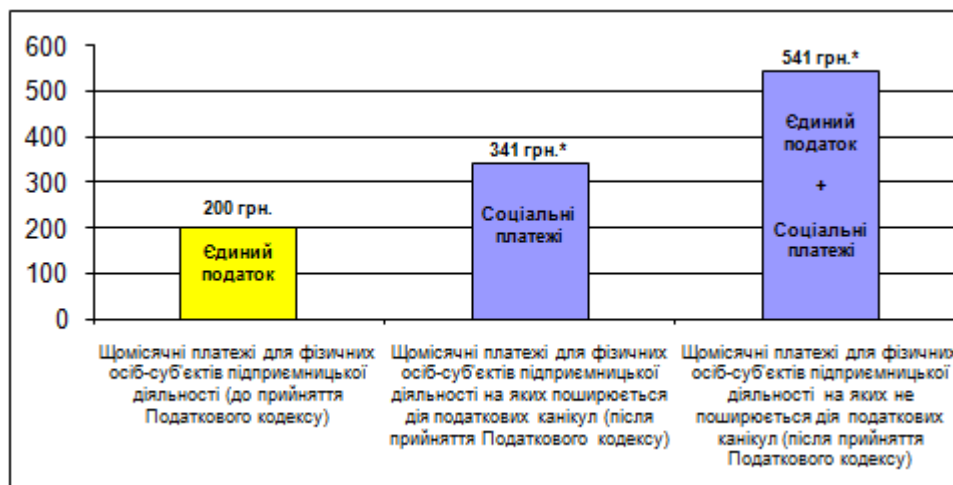 600
500
400
300
200
100
0
200 грн.
Єдиний
податок
341 грн.*
Соціальні
платежі
541 грн.*
Єдиний
податок
+
Соціальні
платежі
Щомісячні платежі для фізичних
осіб-суб'єктів підприємницької
діяльності (до прийняття
Податкового кодексу)
Щомісячні платежі для фізичних
осіб-суб'єктів підприємницької
діяльності на яких поширюється
дія податкових канікул (після
прийняття Податкового кодексу)
Щомісячні платежі для фізичних
осіб-суб'єктів підприємницької
діяльності на яких не
поширюється дія податкових
канікул (після прийняття
Податкового кодексу)